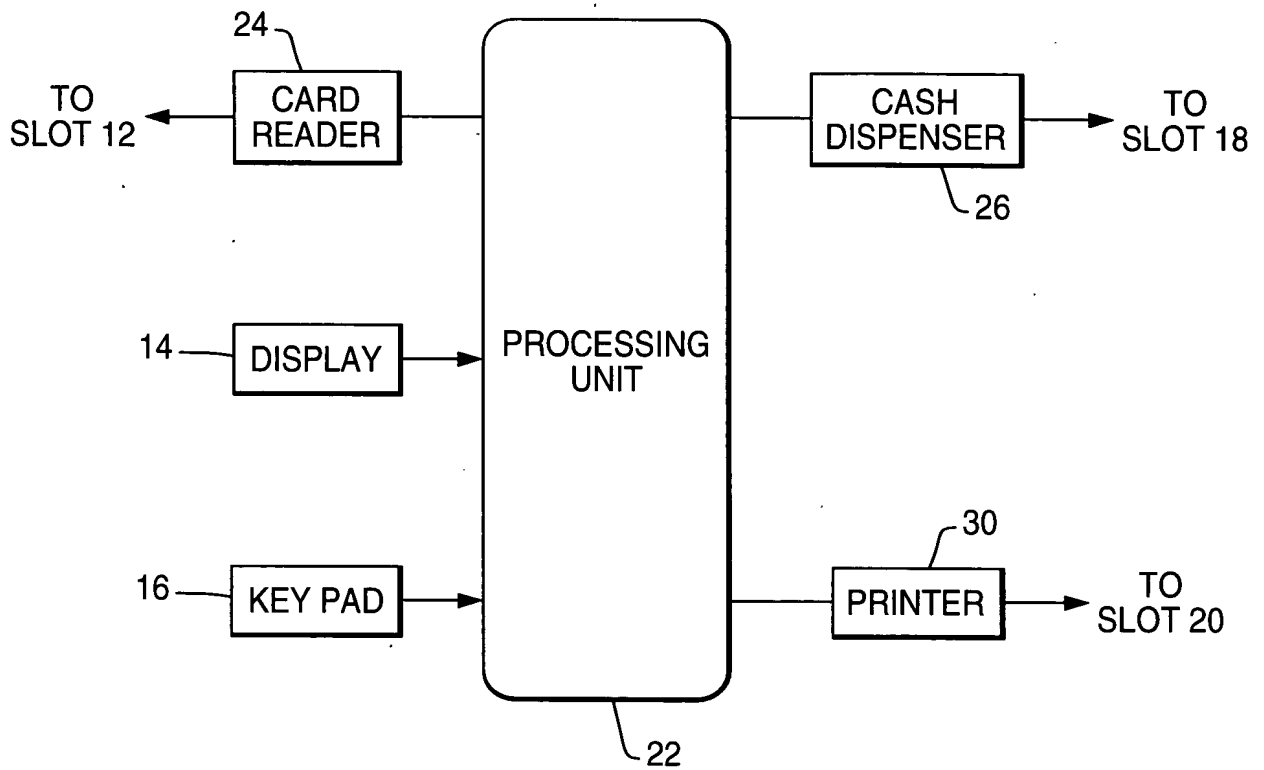 24
CARD
READER
TO
SLOT 12
CASH
DISPENSER
26
TO
SLOT 18
14
DISPLAY
PROCESSING
UNIT
16
KEY PAD
30
PRINTER
TO
SLOT 20
22